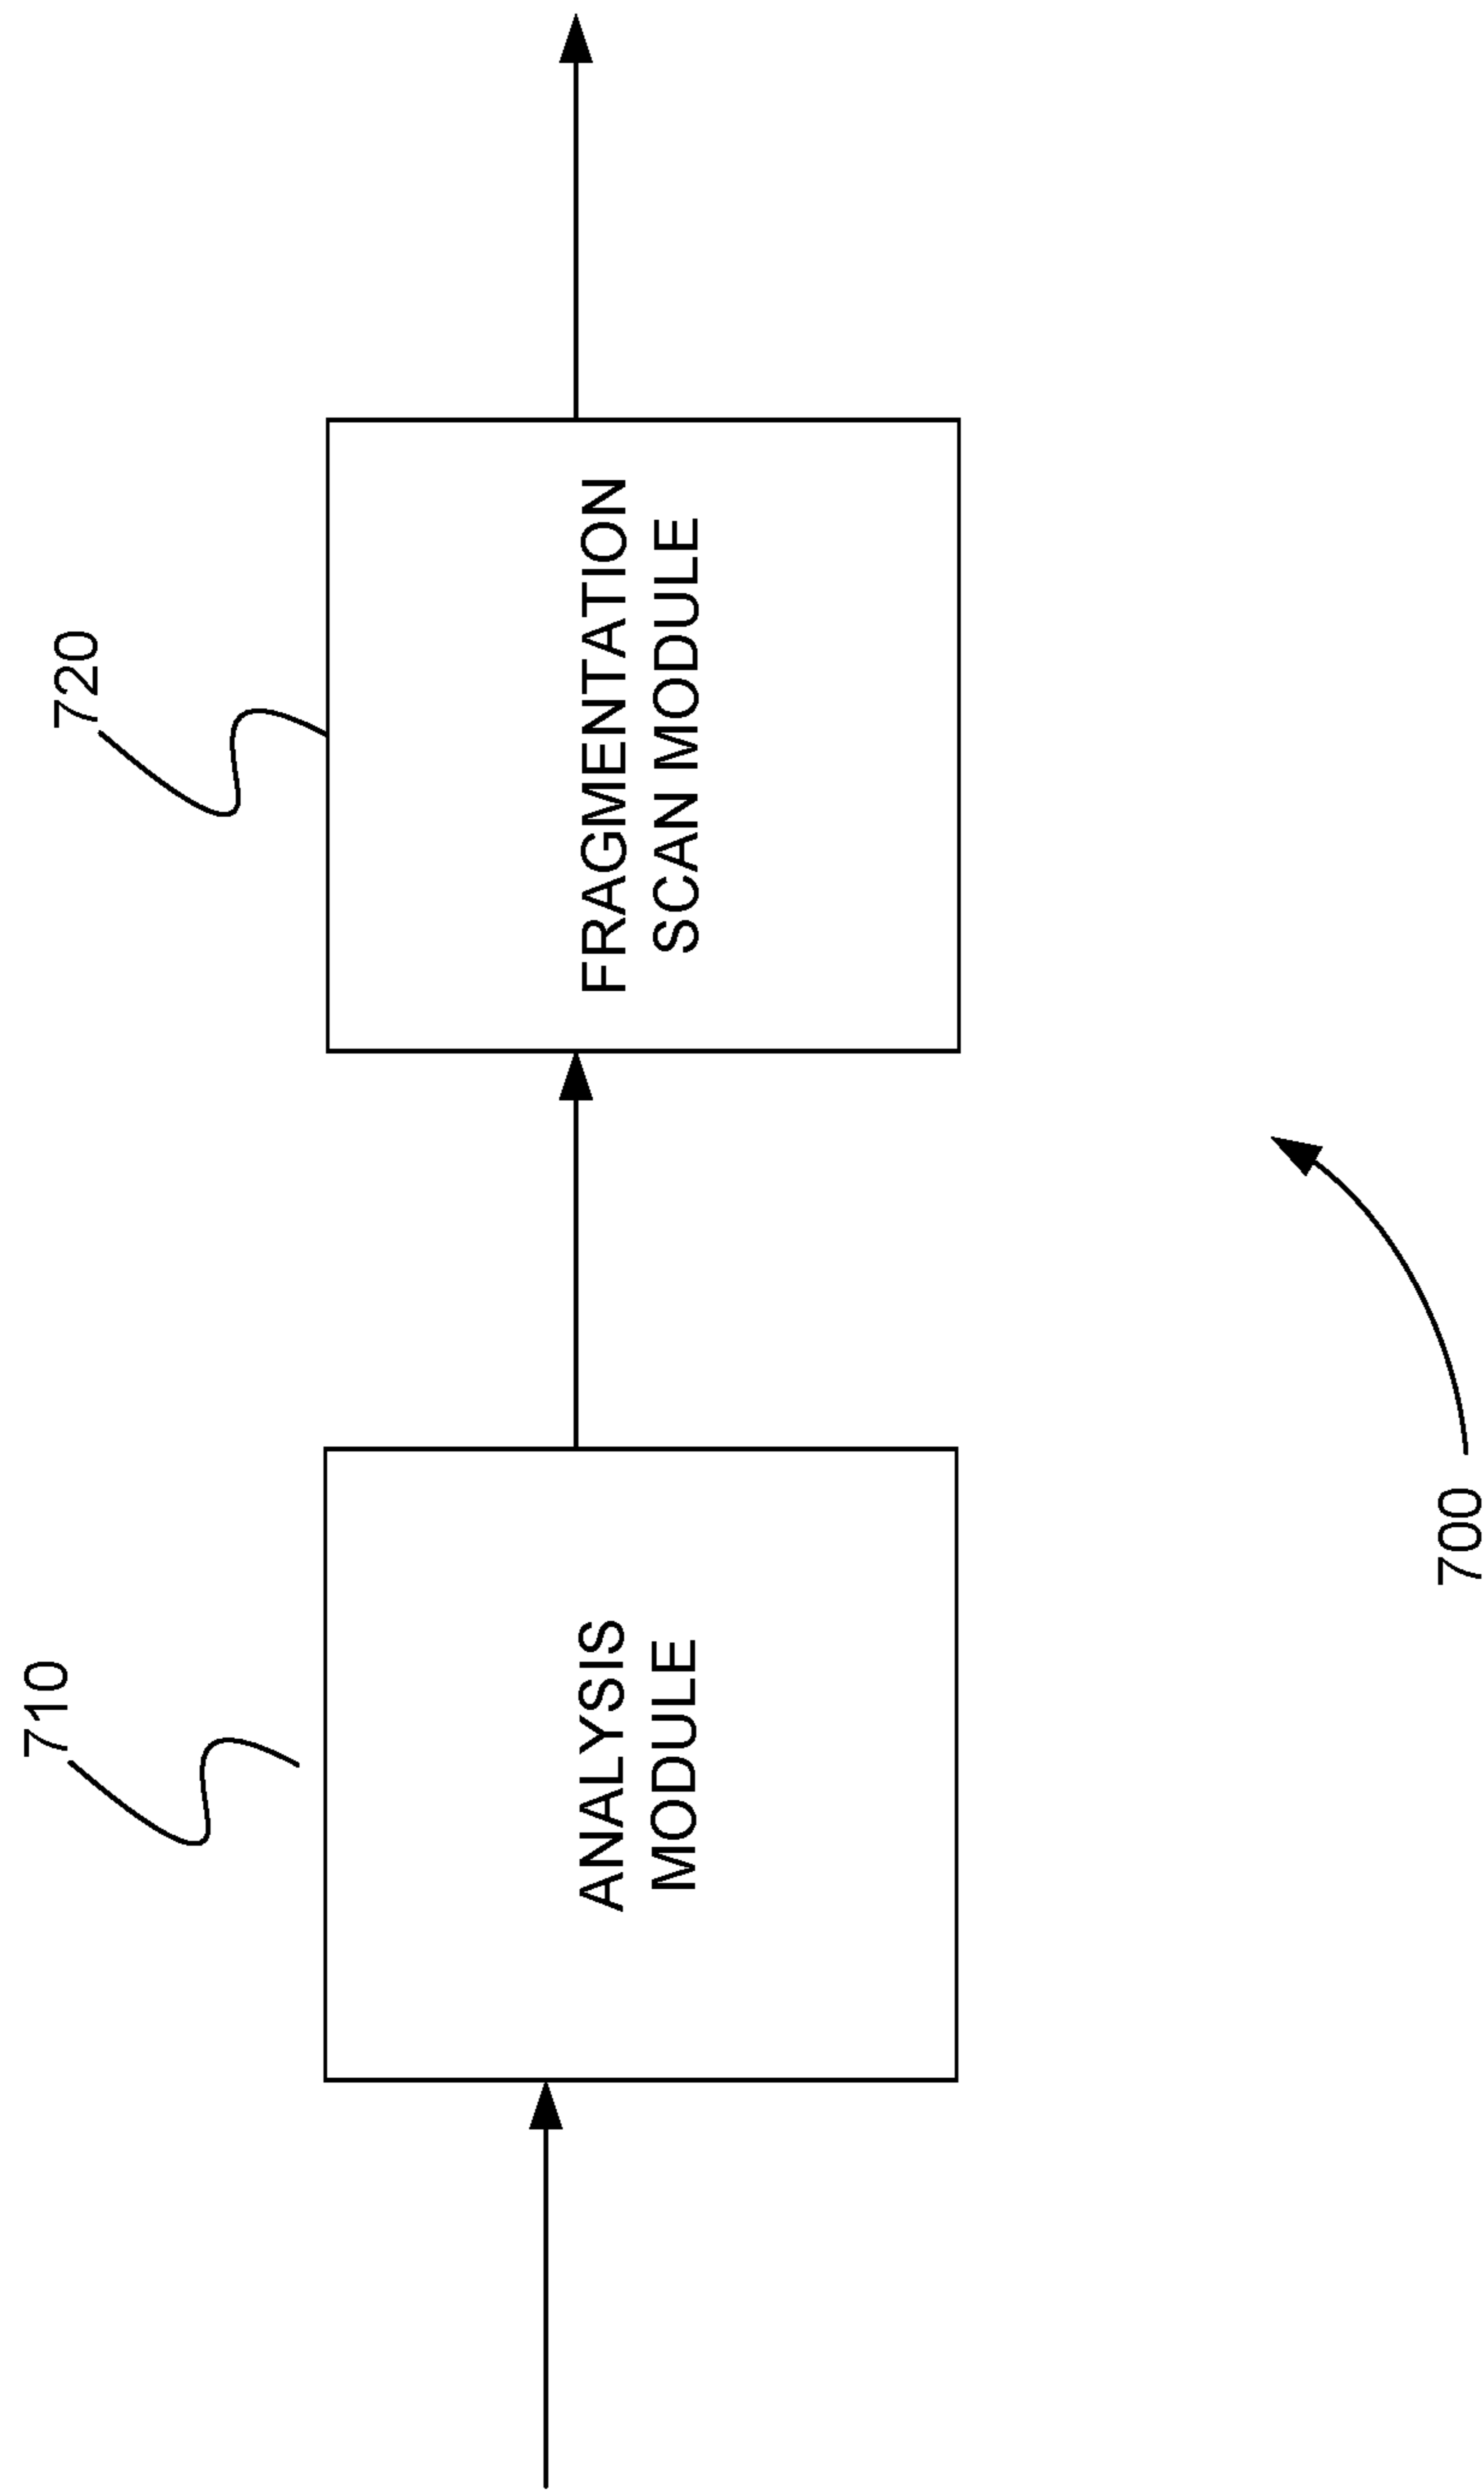 710
720
ANALYSIS
MODULE
FRAGMENTATION
SCAN MODULE
700